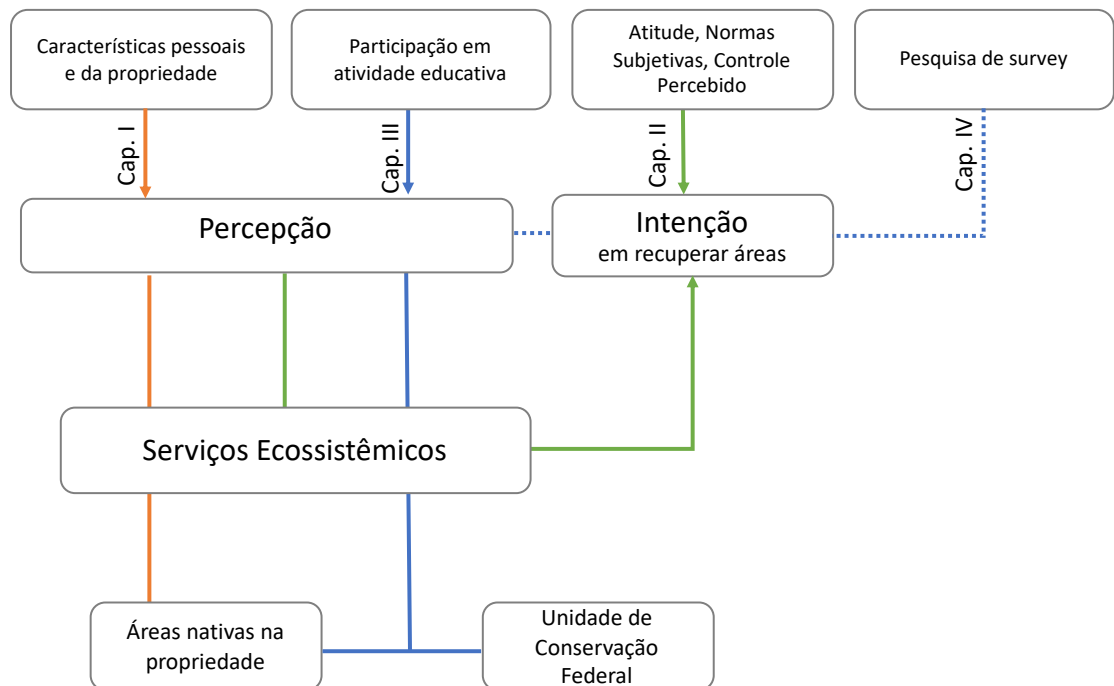 Características pessoais
e da propriedade
Participação em
atividade educativa
Atitude, Normas
Subjetivas, Controle
Percebido
Pesquisa de survey
Cap. I
Cap. III
Cap. II
Cap. IV
Percepção
Intenção
em recuperar áreas
Serviços Ecossistêmicos
Áreas nativas na
propriedade
Unidade de
Conservação
Federal